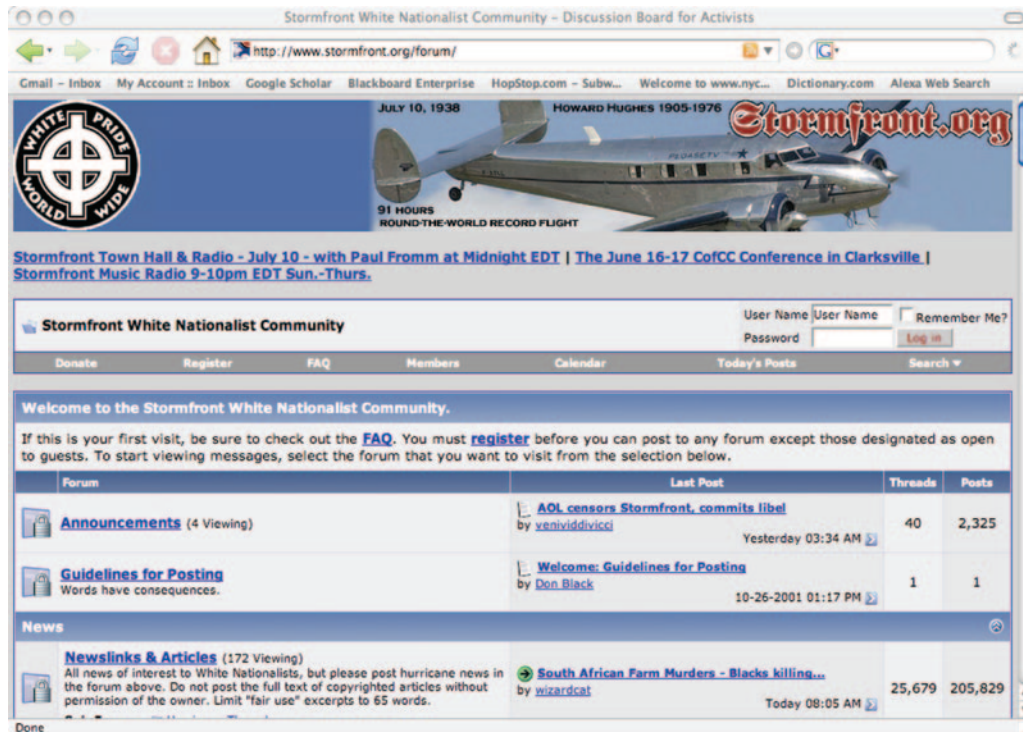 Stormfront White Nationalist Community – Discussion Board for Activists
http://www.stormfront.org/forum/
G
Gmail – Inbox My Account :: Inbox Google Scholar Blackboard Enterprise HopStop.com – Subw... Welcome to www.nyc... Dictionary.com Alexa Web Search
WHITE PRIDE WORLD WIDE
JULY 10, 1938
HOWARD HUGHES 1905-1976
Stormfront.org
91 HOURS
ROUND-THE-WORLD RECORD FLIGHT
Stormfront Town Hall & Radio - July 10 - with Paul Fromm at Midnight EDT | The June 16-17 CofCC Conference in Clarksville |
Stormfront Music Radio 9-10pm EDT Sun.-Thurs.
Stormfront White Nationalist Community
User Name User Name Remember Me?
Password Log in
Donate Register FAQ Members Calendar Today's Posts Search
Welcome to the Stormfront White Nationalist Community.
If this is your first visit, be sure to check out the FAQ. You must register before you can post to any forum except those designated as open
to guests. To start viewing messages, select the forum that you want to visit from the selection below.
Forum Last Post Threads Posts
Announcements (4 Viewing)
AOL censors Stormfront, commits libel
by venividdivicci
Yesterday 03:34 AM
40 2,325
Guidelines for Posting
Words have consequences.
Welcome: Guidelines for Posting
by Don Black
10-26-2001 01:17 PM
1 1
News
Newslinks & Articles (172 Viewing)
All news of interest to White Nationalists, but please post hurricane news in
the forum above. Do not post the full text of copyrighted articles without
permission of the owner. Limit "fair use" excerpts to 65 words.
South African Farm Murders - Blacks killing...
by wizardcat
Today 08:05 AM
25,679 205,829
Done